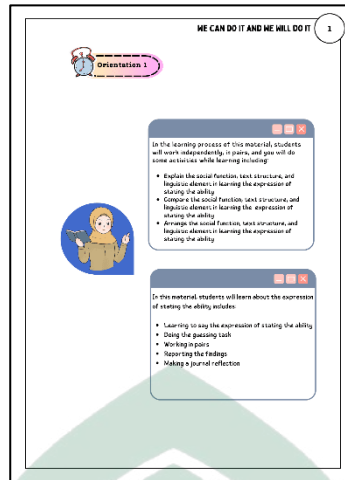 WE CAN DO IT AND WE WILL DO IT
1
Orientation 1
In the learning process of this material, students
will work independently, in pairs, and you will do
some activities while learning including:
• Explain the social function, text structure, and
linguistic element in learning the expression of
stating the ability
• Compare the social function, text structure, and
linguistic element in learning the expression of
stating the ability
• Arrange the social function, text structure, and
linguistic element in learning the expression of
stating the ability
In this material, students will learn about the expression
of stating the ability includes:
• Learning to say the expression of stating the ability
• Doing the guessing task
• Working in pairs
• Reporting the findings
• Making a journal reflection